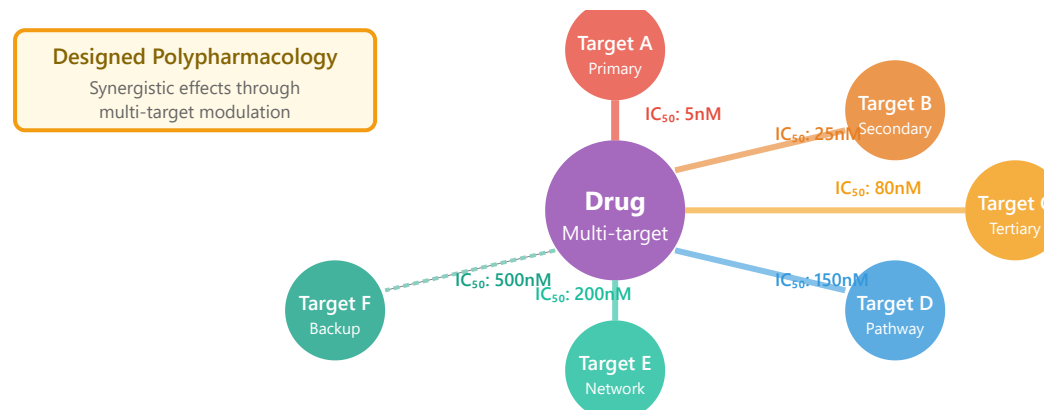 Designed Polypharmacology
Synergistic effects through
multi-target modulation
Target A
Primary
IC₅₀: 5nM
Target B
Secondary
IC₅₀: 25nM
IC₅₀: 80nM
Target C
Tertiary
Drug
Multi-target
IC₅₀: 500nM
IC₅₀: 200nM
IC₅₀: 150nM
Target F
Backup
Target D
Pathway
Target E
Network